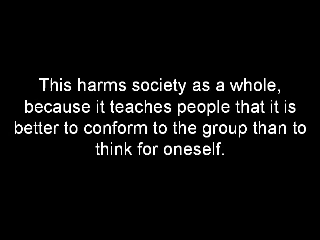 This harms society as a whole,
because it teaches people that it is
better to conform to the group than to
think for oneself.